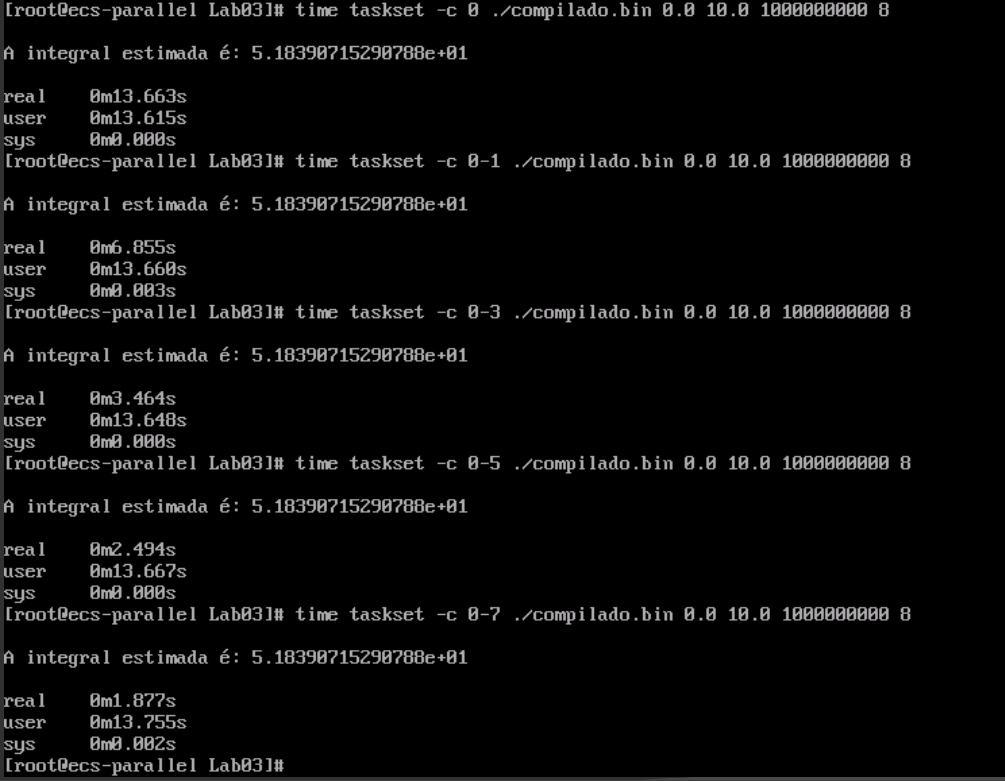 [root@ecs-parallel Lab03]# time taskset -c 0 ./compilado.bin 0.0 10.0 1000000000 8
A integral estimada é: 5.18390715290788e+01
real 0m13.663s
user 0m13.615s
sys 0m0.000s
[root@ecs-parallel Lab03]# time taskset -c 0-1 ./compilado.bin 0.0 10.0 1000000000 8
A integral estimada é: 5.18390715290788e+01
real 0m6.855s
user 0m13.660s
sys 0m0.003s
[root@ecs-parallel Lab03]# time taskset -c 0-3 ./compilado.bin 0.0 10.0 1000000000 8
A integral estimada é: 5.18390715290788e+01
real 0m3.464s
user 0m13.648s
sys 0m0.000s
[root@ecs-parallel Lab03]# time taskset -c 0-5 ./compilado.bin 0.0 10.0 1000000000 8
A integral estimada é: 5.18390715290788e+01
real 0m2.494s
user 0m13.667s
sys 0m0.000s
[root@ecs-parallel Lab03]# time taskset -c 0-7 ./compilado.bin 0.0 10.0 1000000000 8
A integral estimada é: 5.18390715290788e+01
real 0m1.877s
user 0m13.755s
sys 0m0.002s
[root@ecs-parallel Lab03]#